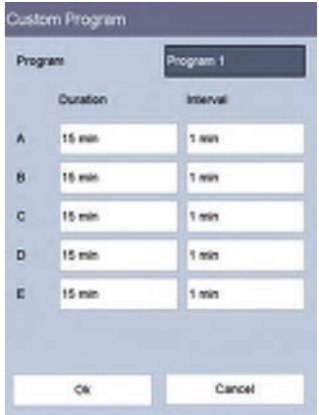 Custom Program
Program Program 1
Duration Interval
A 15 min 1 min
B 15 min 1 min
C 15 min 1 min
D 15 min 1 min
E 15 min 1 min
Ok Cancel